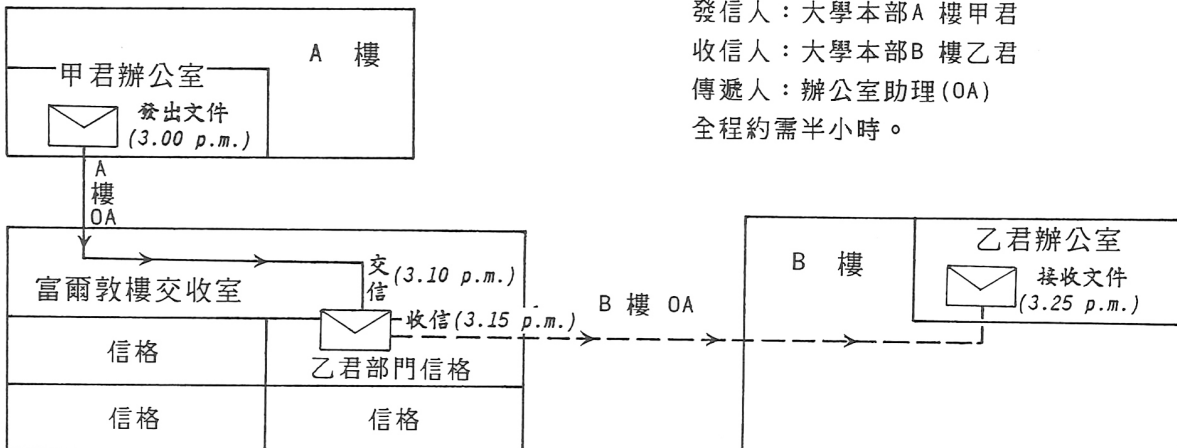 發信人：大學本部A 樓甲君
收信人：大學本部B 樓乙君
傳遞人：辦公室助理(OA)
全程約需半小時。
A 樓
甲君辦公室
發出文件
(3.00 p.m.)
A
樓
OA
富爾敦樓交收室
交
信
(3.10 p.m.)
收信(3.15 p.m.)
信格
乙君部門信格
信格
信格
B 樓 OA
B 樓
乙君辦公室
接收文件
(3.25 p.m.)